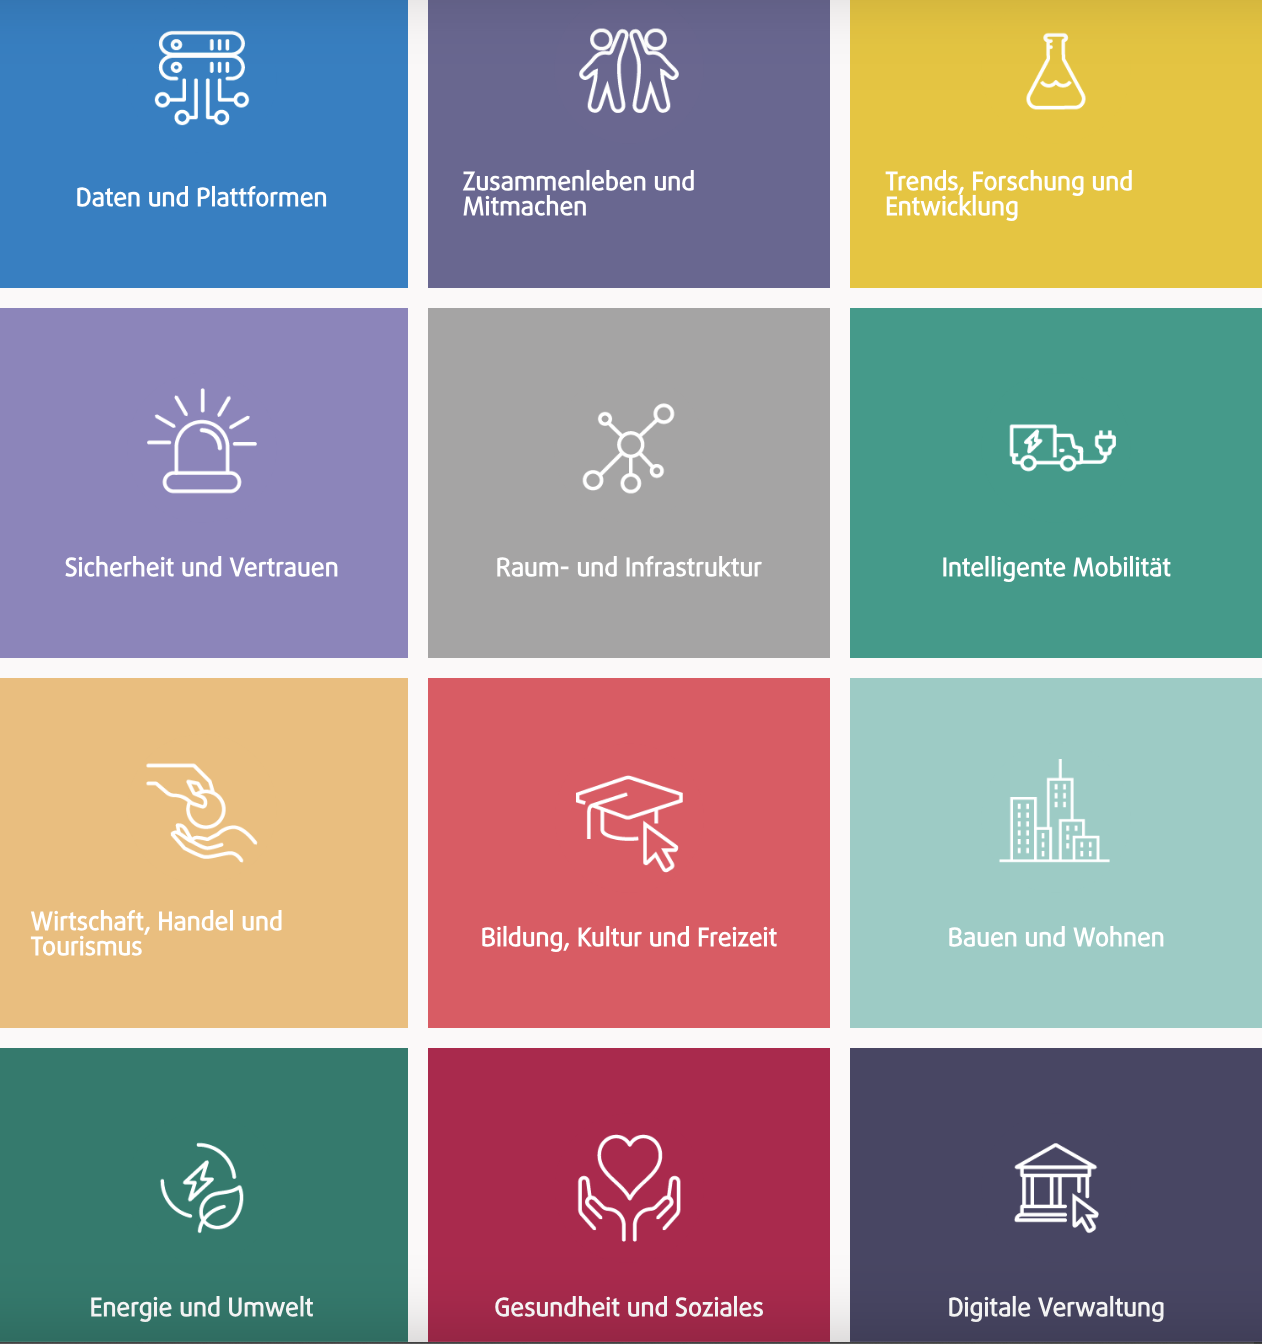 Daten und Plattformen
Zusammenleben und
Mitmachen
Trends, Forschung und
Entwicklung
Sicherheit und Vertrauen
Raum- und Infrastruktur
Intelligente Mobilität
Wirtschaft, Handel und
Tourismus
Bildung, Kultur und Freizeit
Bauen und Wohnen
Energie und Umwelt
Gesundheit und Soziales
Digitale Verwaltung